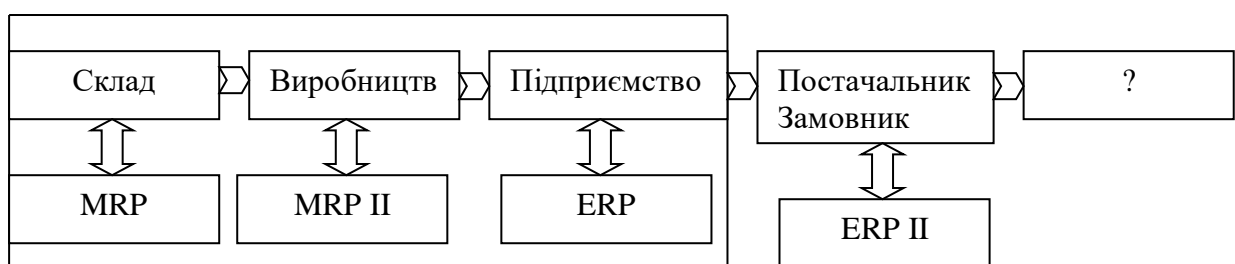 Склад
Виробництв
Підприємство
Постачальник
Замовник
?
MRP
MRP II
ERP
ERP II